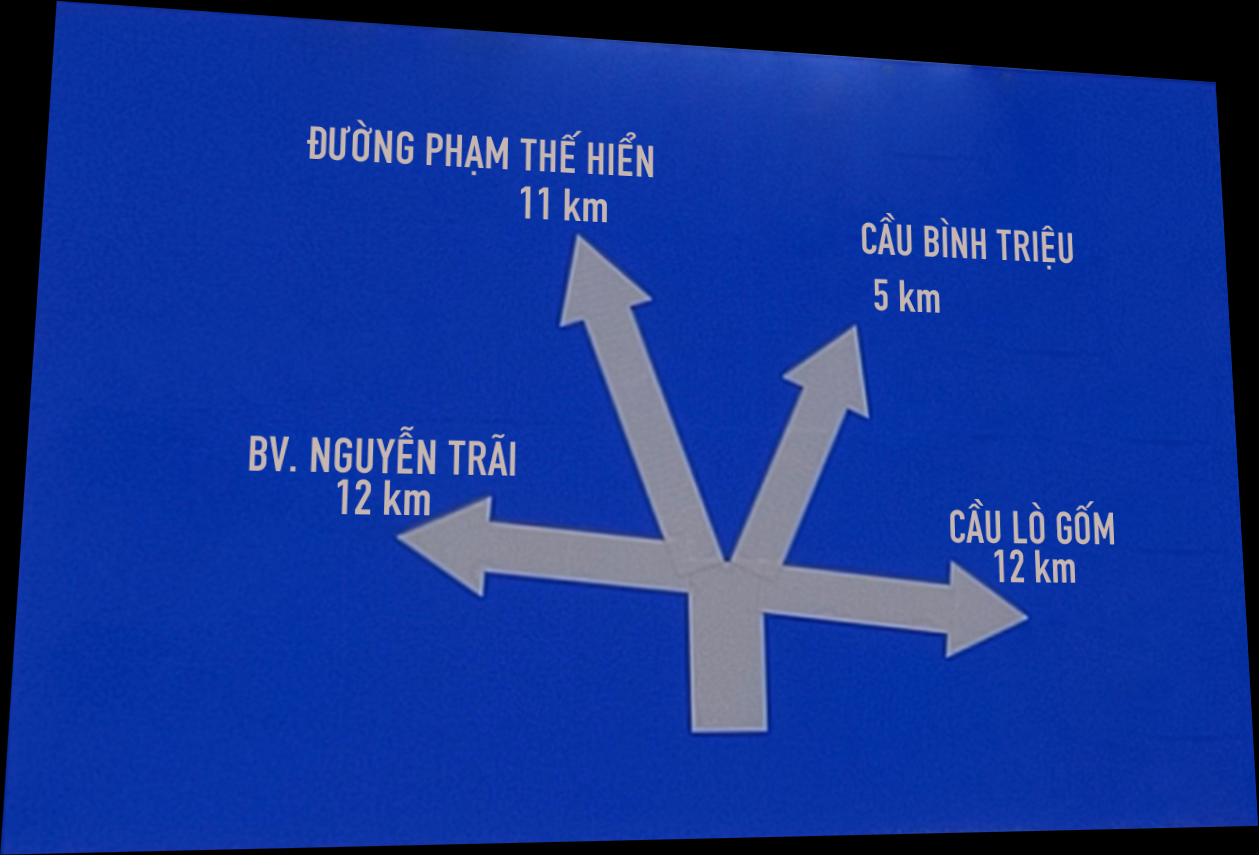 ĐƯỜNG PHẠM THẾ HIỂN
11 km
CẦU BÌNH TRIỆU
5 km
BV. NGUYỄN TRÃI
12 km
CẦU LÒ GỐM
12 km